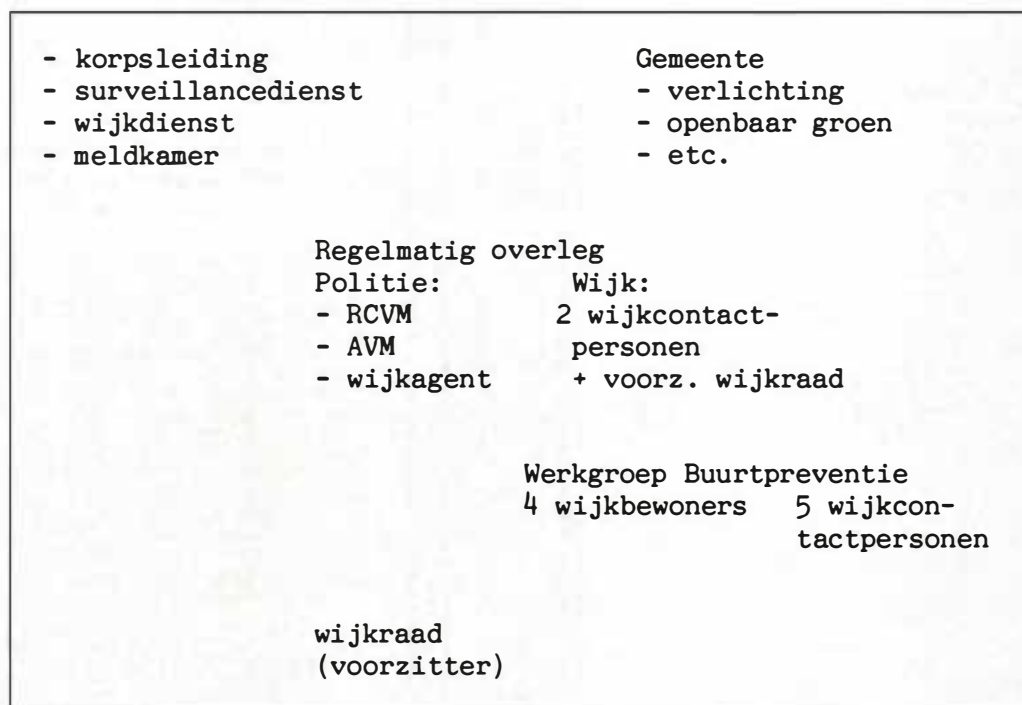 - korpsleiding
- surveillancedienst
- wijkdienst
- meldkamer
Gemeente
- verlichting
- openbaar groen
- etc.
Regelmatig overleg
Politie:
- RCVM
- AVM
- wijkagent
Wijk:
2 wijkcontact-
personen
+ voorz. wijkraad
Werkgroep Buurtpreventie
4 wijkbewoners
5 wijkcon-
tactpersonen
wijkraad
(voorzitter)